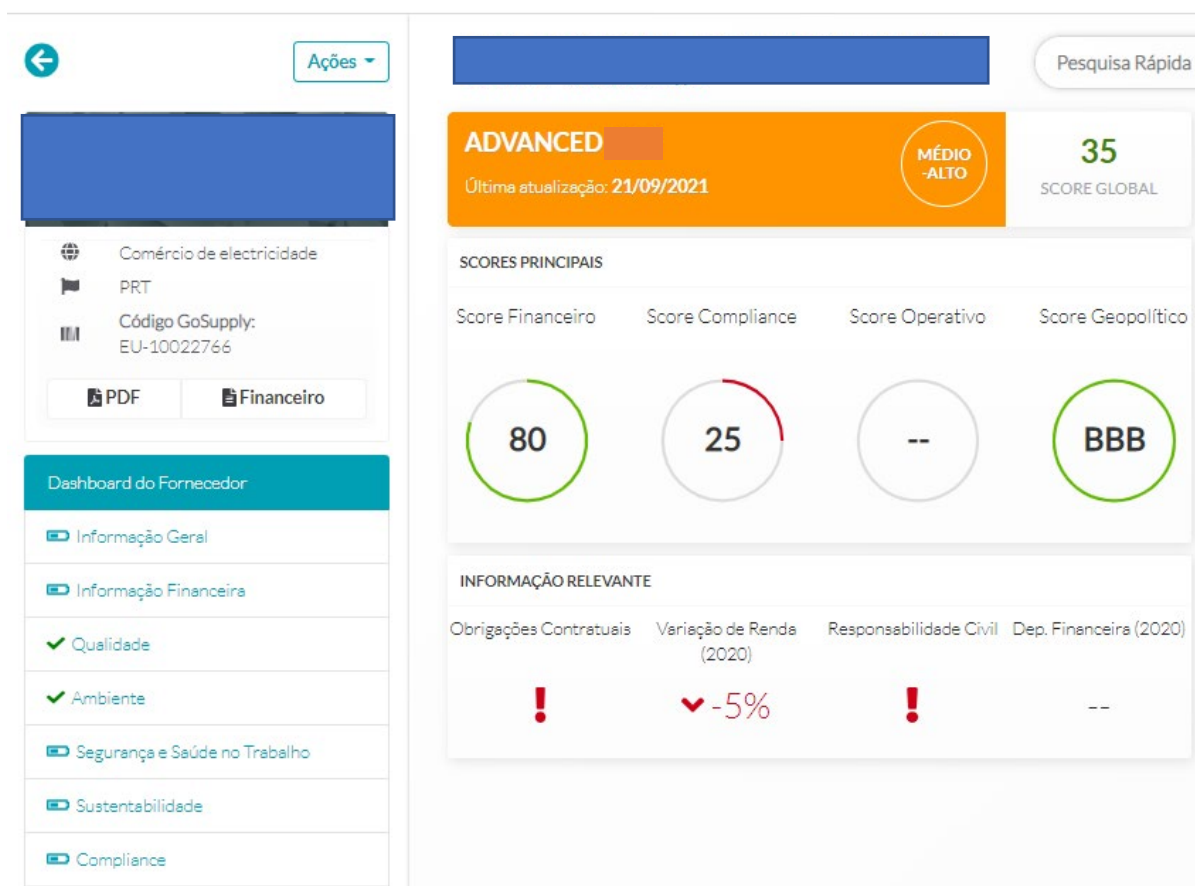 Ações
Pesquisa Rápida
Comércio de electricidade
PRT
Código GoSupply:
EU-10022766
PDF
Financeiro
Dashboard do Fornecedor
Informação Geral
Informação Financeira
Qualidade
Ambiente
Segurança e Saúde no Trabalho
Sustentabilidade
Compliance
ADVANCED
Última atualização: 21/09/2021
MÉDIO
-ALTO
35
SCORE GLOBAL
SCORES PRINCIPAIS
Score Financeiro
Score Compliance
Score Operativo
Score Geopolítico
80
25
--
BBB
INFORMAÇÃO RELEVANTE
Obrigações Contratuais
Variação de Renda
(2020)
Responsabilidade Civil
Dep. Financeira (2020)
!
-5%
!
--